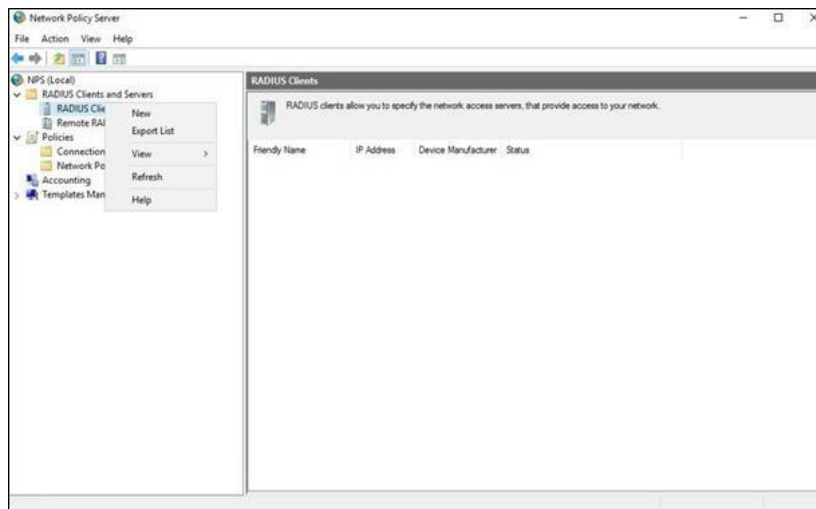 Network Policy Server
File Action View Help
NPS (Local)
RADIUS Clients and Servers
RADIUS Clie
Remote RAI
Policies
Connection
Network Po
Accounting
Templates Man
New
Export List
View
Refresh
Help
RADIUS Clients
RADIUS clients allow you to specify the network access servers, that provide access to your network.
Friendly Name IP Address Device Manufacturer Status